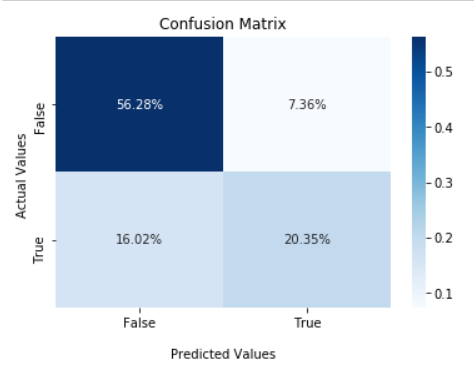 Confusion Matrix
Actual Values
False
56.28%
7.36%
True
16.02%
20.35%
False
True
Predicted Values
0.5
0.4
0.3
0.2
0.1